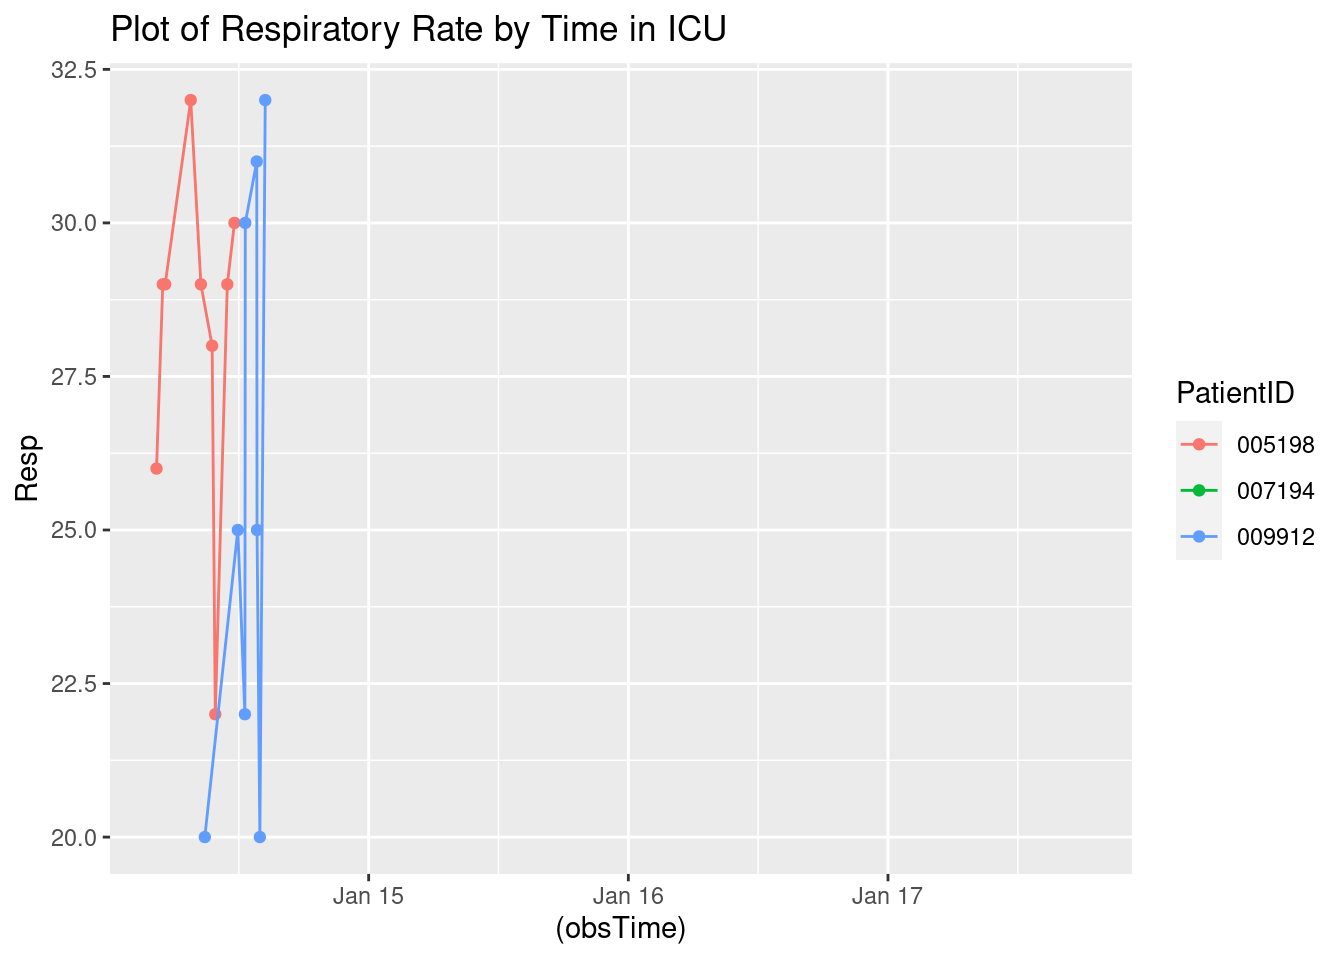 Plot of Respiratory Rate by Time in ICU
32.5
30.0
27.5
25.0
22.5
20.0
Resp
Jan 15
Jan 16
Jan 17
(obsTime)
PatientID
005198
007194
009912